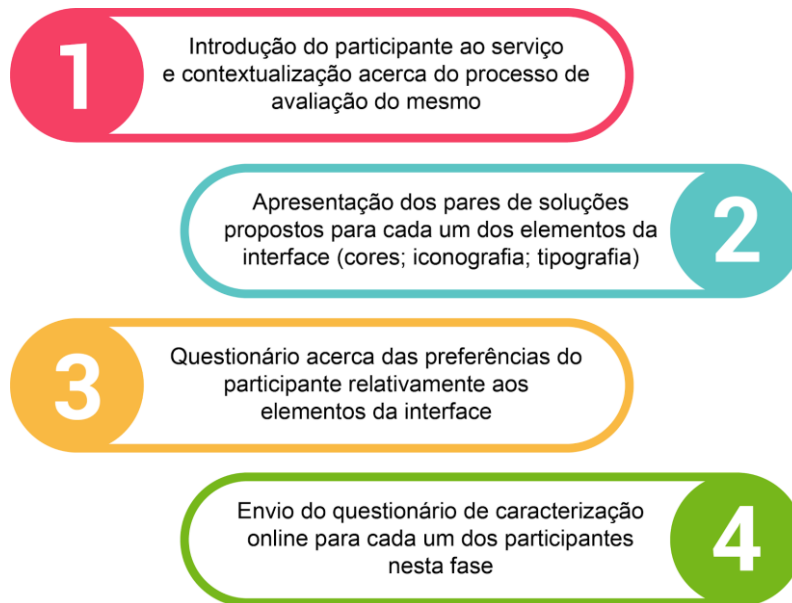 1
Introdução do participante ao serviço
e contextualização acerca do processo de
avaliação do mesmo
Apresentação dos pares de soluções
propostos para cada um dos elementos da
interface (cores; iconografia; tipografia)
2
3
Questionário acerca das preferências do
participante relativamente aos
elementos da interface
Envio do questionário de caracterização
online para cada um dos participantes
nesta fase
4